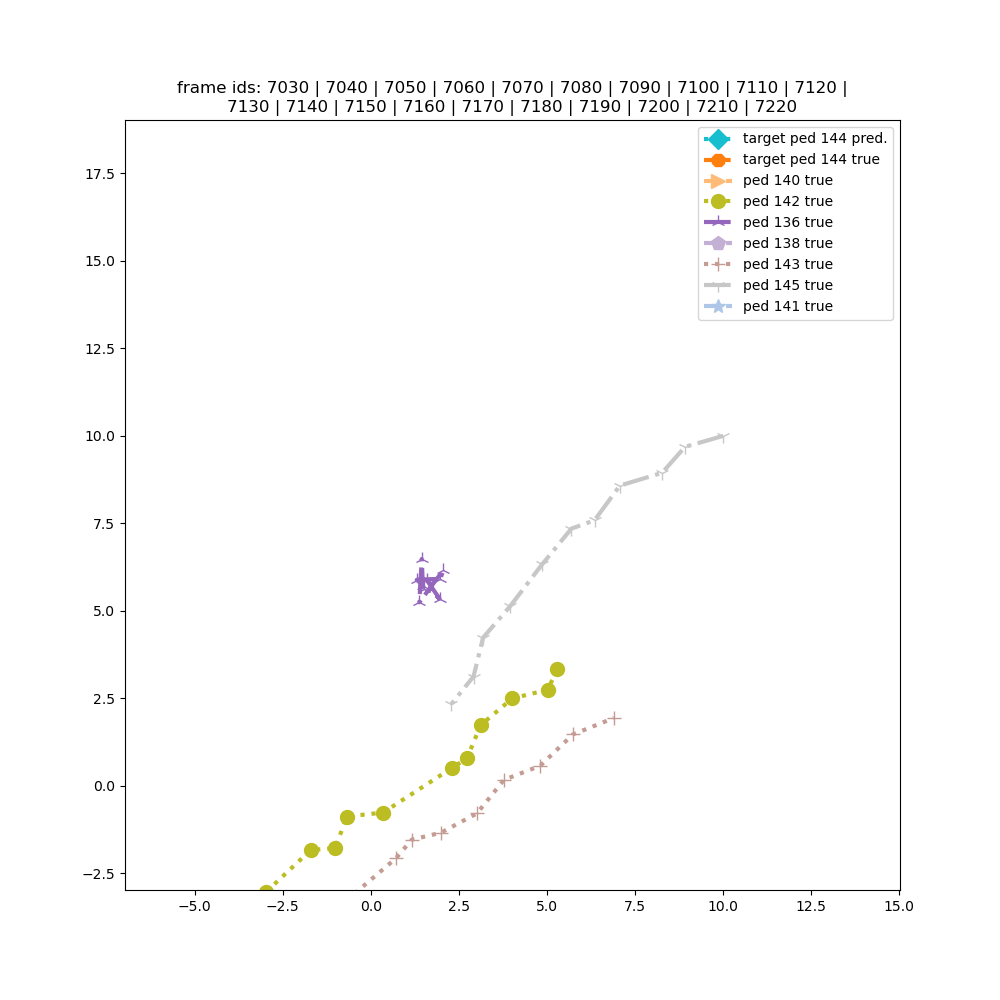 frame ids: 7030 | 7040 | 7050 | 7060 | 7070 | 7080 | 7090 | 7100 | 7110 | 7120 |
7130 | 7140 | 7150 | 7160 | 7170 | 7180 | 7190 | 7200 | 7210 | 7220
target ped 144 pred.
target ped 144 true
ped 140 true
ped 142 true
ped 136 true
ped 138 true
ped 143 true
ped 145 true
ped 141 true
17.5
15.0
12.5
10.0
7.5
5.0
2.5
0.0
−2.5
−5.0 −2.5 0.0 2.5 5.0 7.5 10.0 12.5 15.0